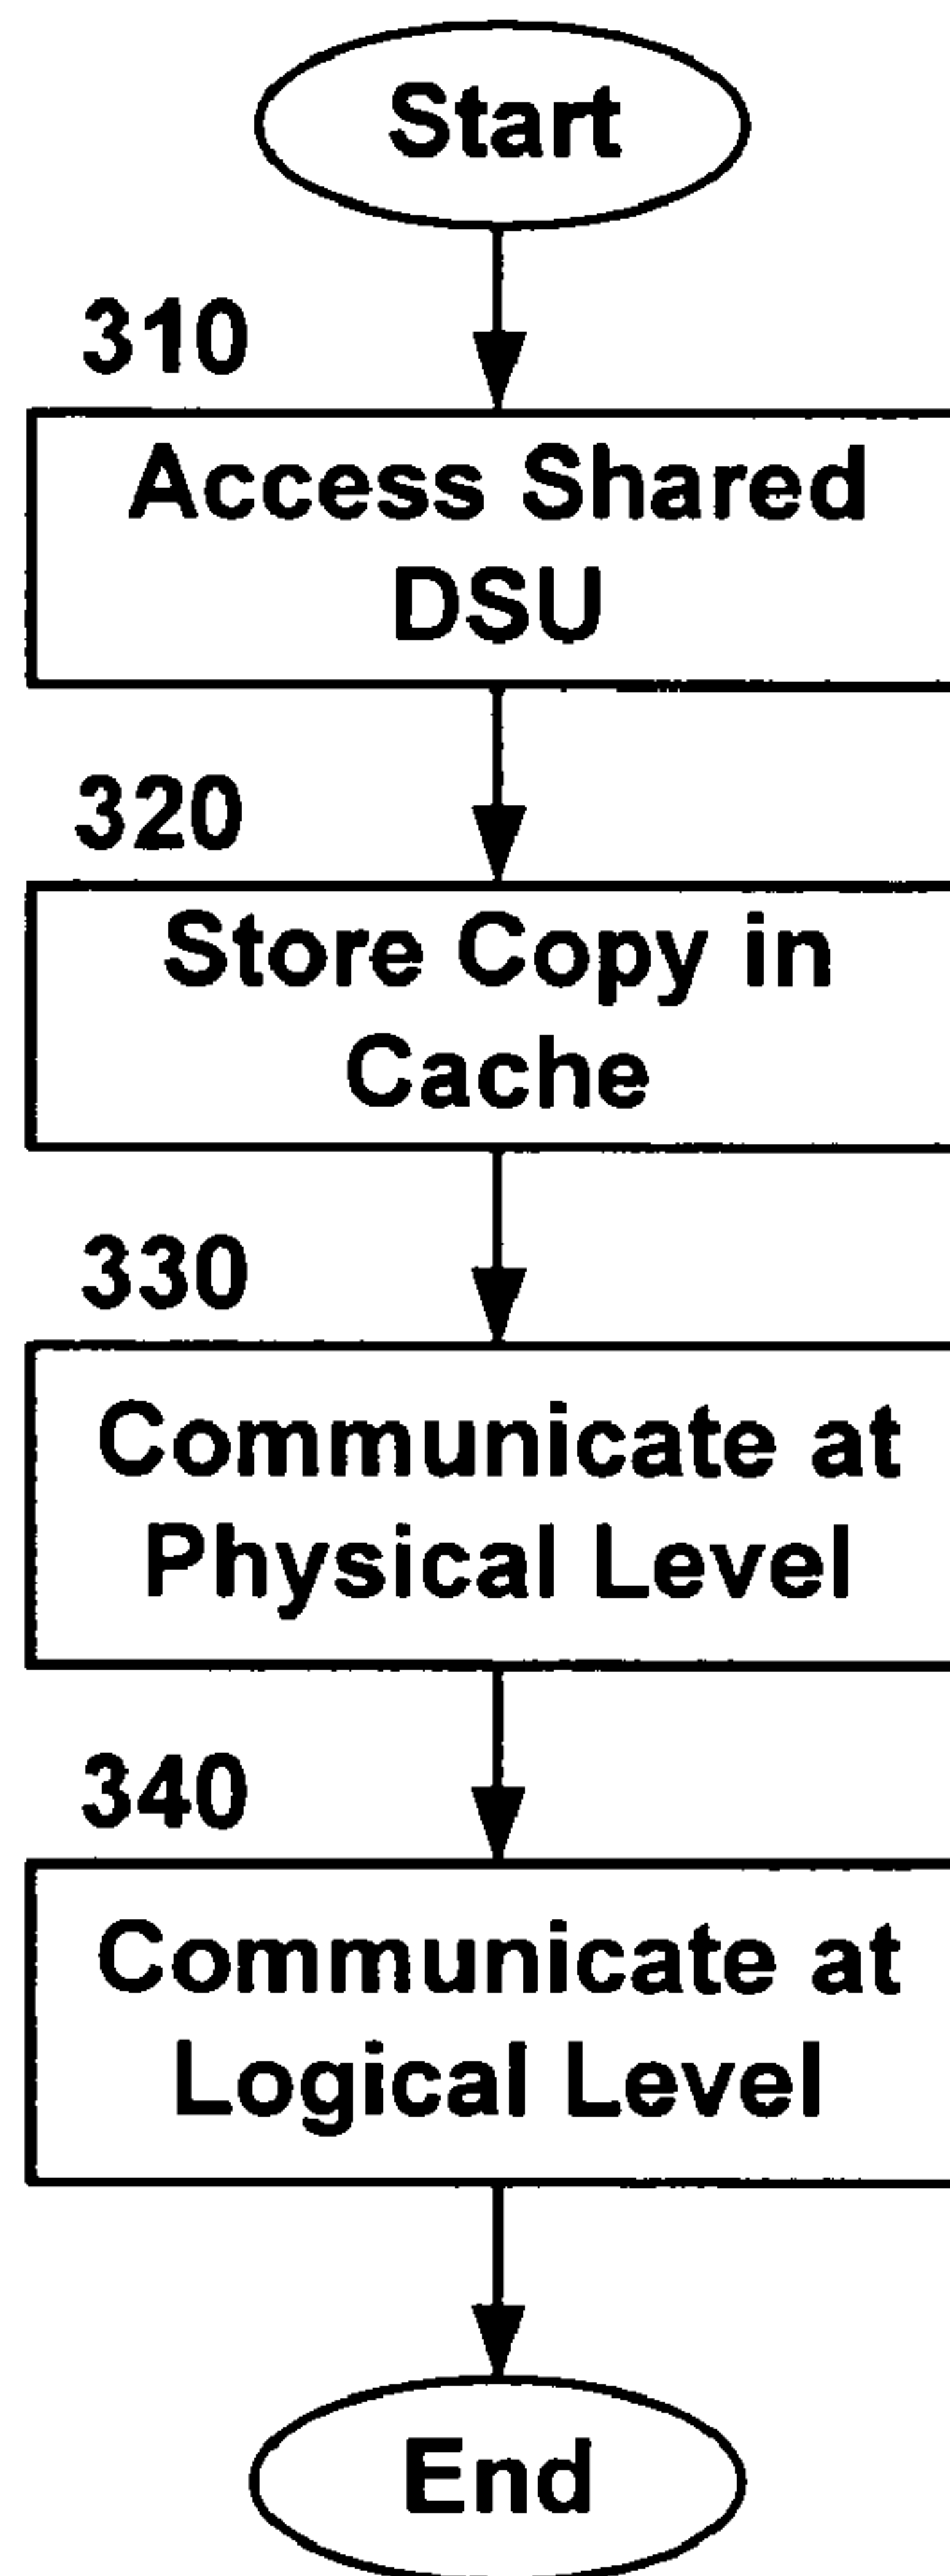 Start
310
Access Shared
DSU
320
Store Copy in
Cache
330
Communicate at
Physical Level
340
Communicate at
Logical Level
End